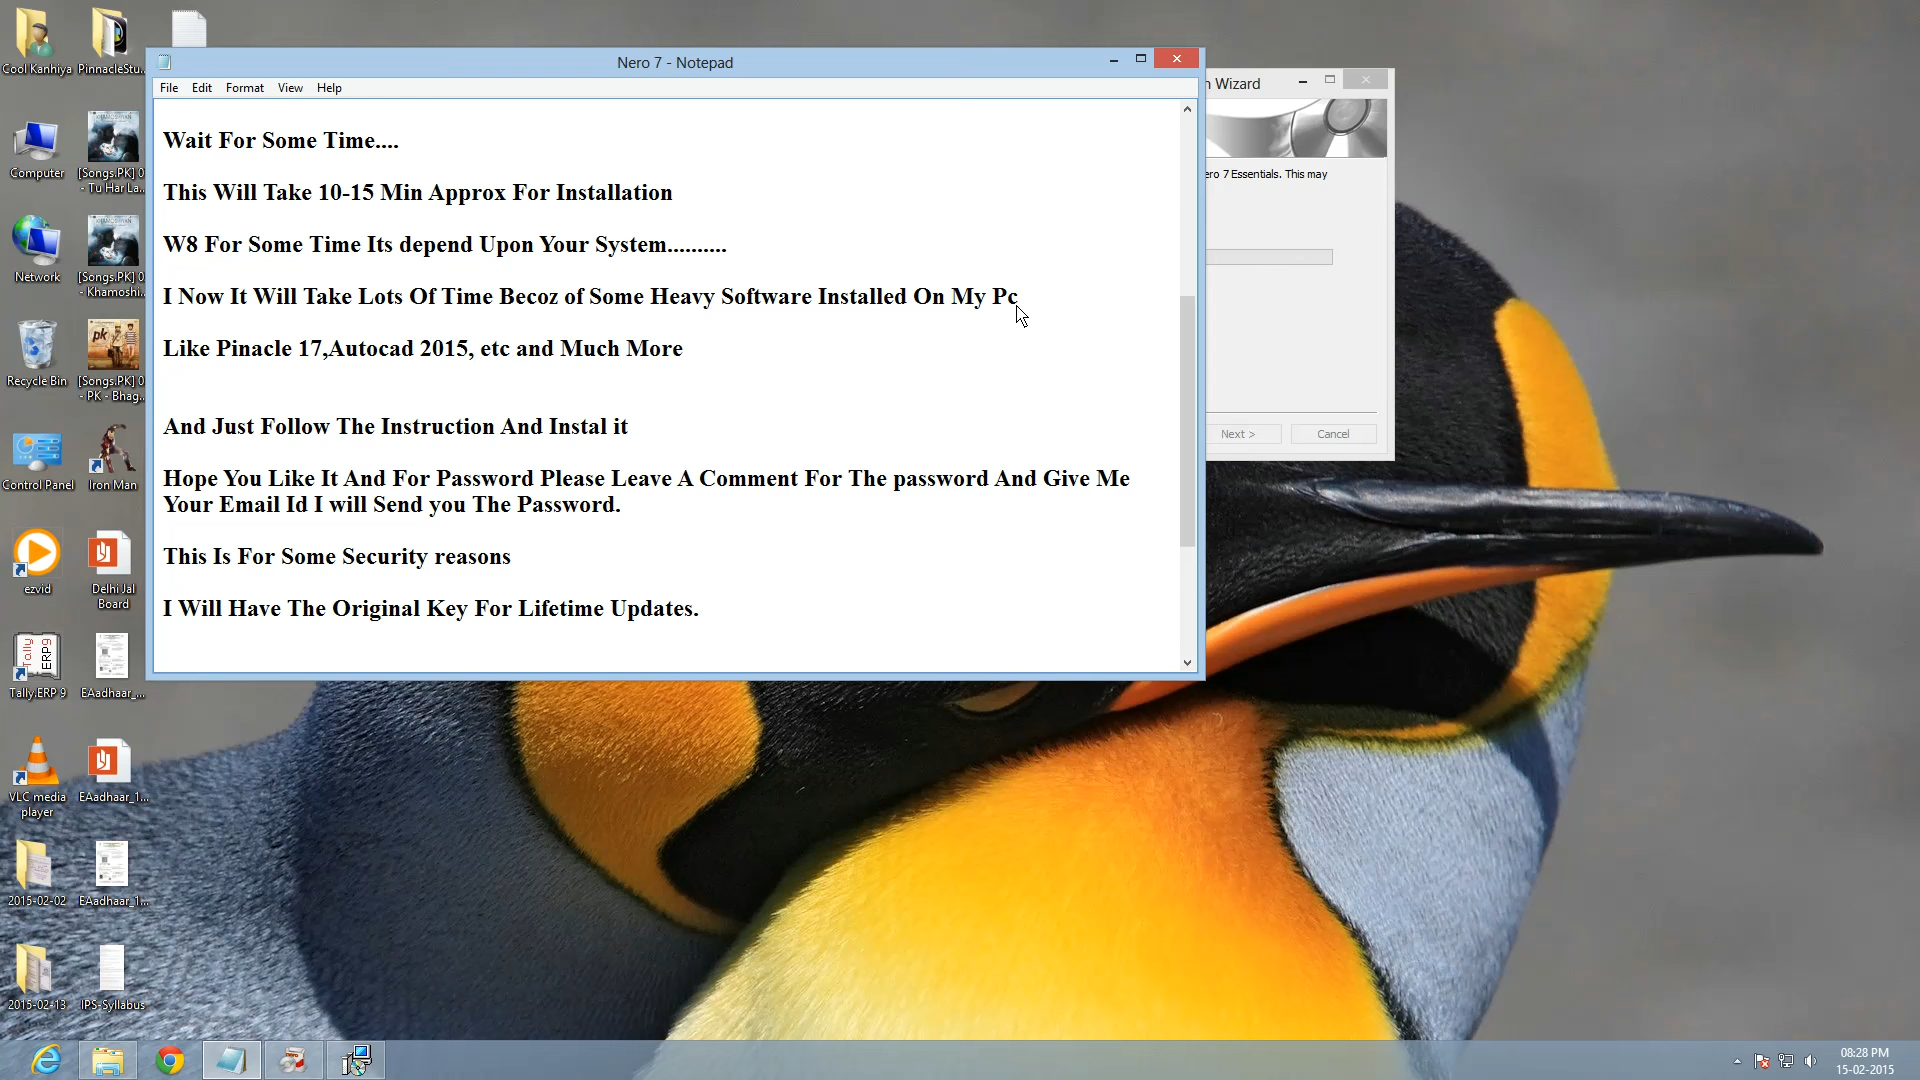 Nero 7 - Notepad
File Edit Format View Help
Wait For Some Time....
This Will Take 10-15 Min Approx For Installation
W8 For Some Time Its depend Upon Your System..........
I Now It Will Take Lots Of Time Becoz of Some Heavy Software Installed On My Pc
Like Pinacle 17,Autocad 2015, etc and Much More
And Just Follow The Instruction And Instal it
Hope You Like It And For Password Please Leave A Comment For The password And Give Me
Your Email Id I will Send you The Password.
This Is For Some Security reasons
I Will Have The Original Key For Lifetime Updates.
n Wizard
ero 7 Essentials. This may
Next >
Cancel
Cool Kanhiya
PinnacleStu...
Computer
[Songs.PK] 0
- Tu Har La...
Network
[Songs.PK] 0
- Khamoshi...
Recycle Bin
[Songs.PK] 0
- PK - Bhag...
pk
Control Panel
Iron Man
ezvid
Delhi Jal
Board
Tally
ERP9
Tally.ERP 9
EAadhaar_...
VLC media
player
EAadhaar_1...
2015-02-02
EAadhaar_1...
2015-02-13
IPS-Syllabus
08:28 PM
15-02-2015